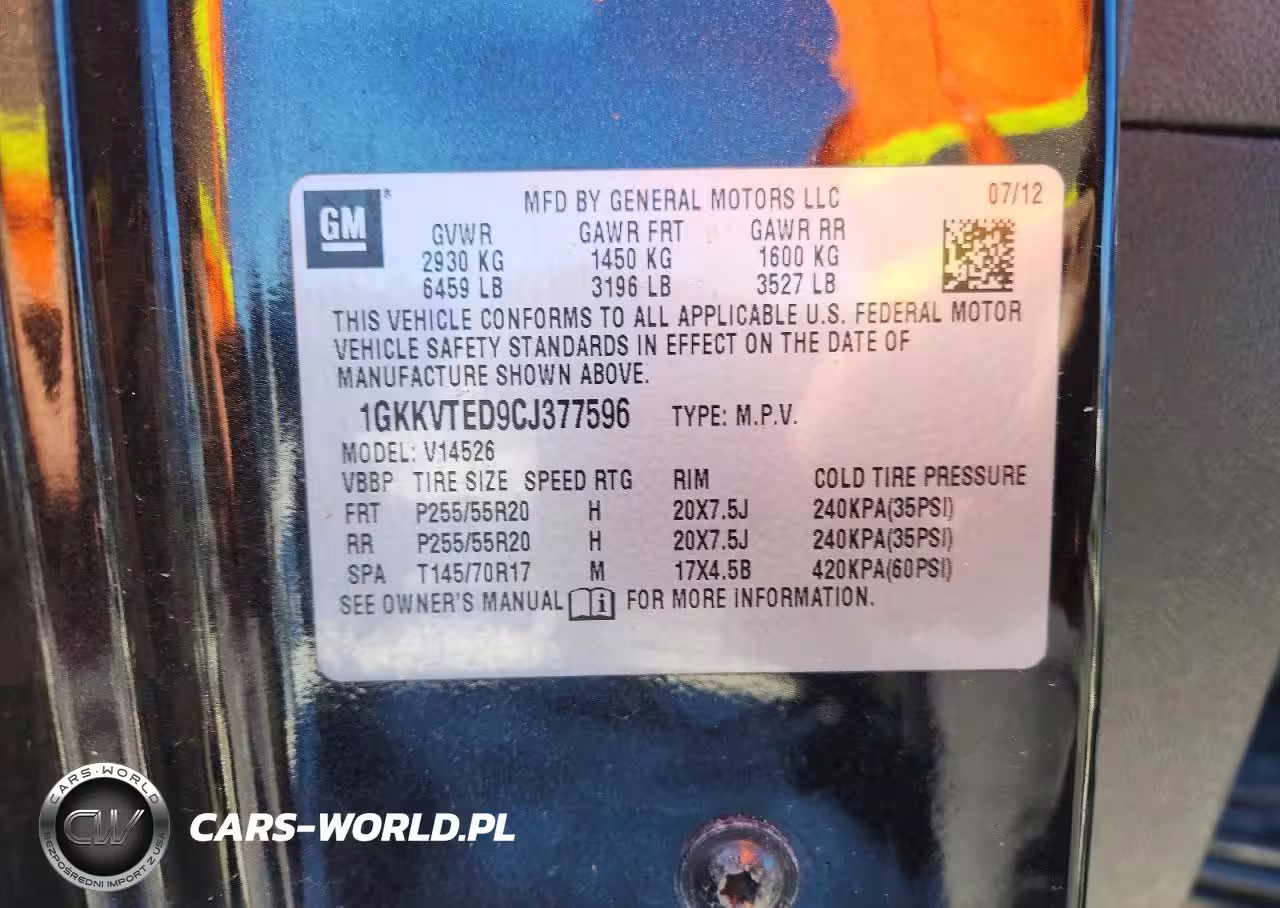 GM ®
MFD BY GENERAL MOTORS LLC 07/12
GVWR GAWR FRT GAWR RR
2930 KG 1450 KG 1600 KG
6459 LB 3196 LB 3527 LB
THIS VEHICLE CONFORMS TO ALL APPLICABLE U.S. FEDERAL MOTOR
VEHICLE SAFETY STANDARDS IN EFFECT ON THE DATE OF
MANUFACTURE SHOWN ABOVE.
1GKKVTED9CJ377596 TYPE: M.P.V.
MODEL: V14526
VBBP TIRE SIZE SPEED RTG RIM COLD TIRE PRESSURE
FRT P255/55R20 H 20X7.5J 240KPA(35PSI)
RR P255/55R20 H 20X7.5J 240KPA(35PSI)
SPA T145/70R17 M 17X4.5B 420KPA(60PSI)
SEE OWNER'S MANUAL i FOR MORE INFORMATION.
CARS-WORLD
CW
BEZPOŚREDNI IMPORT Z USA
CARS-WORLD.PL